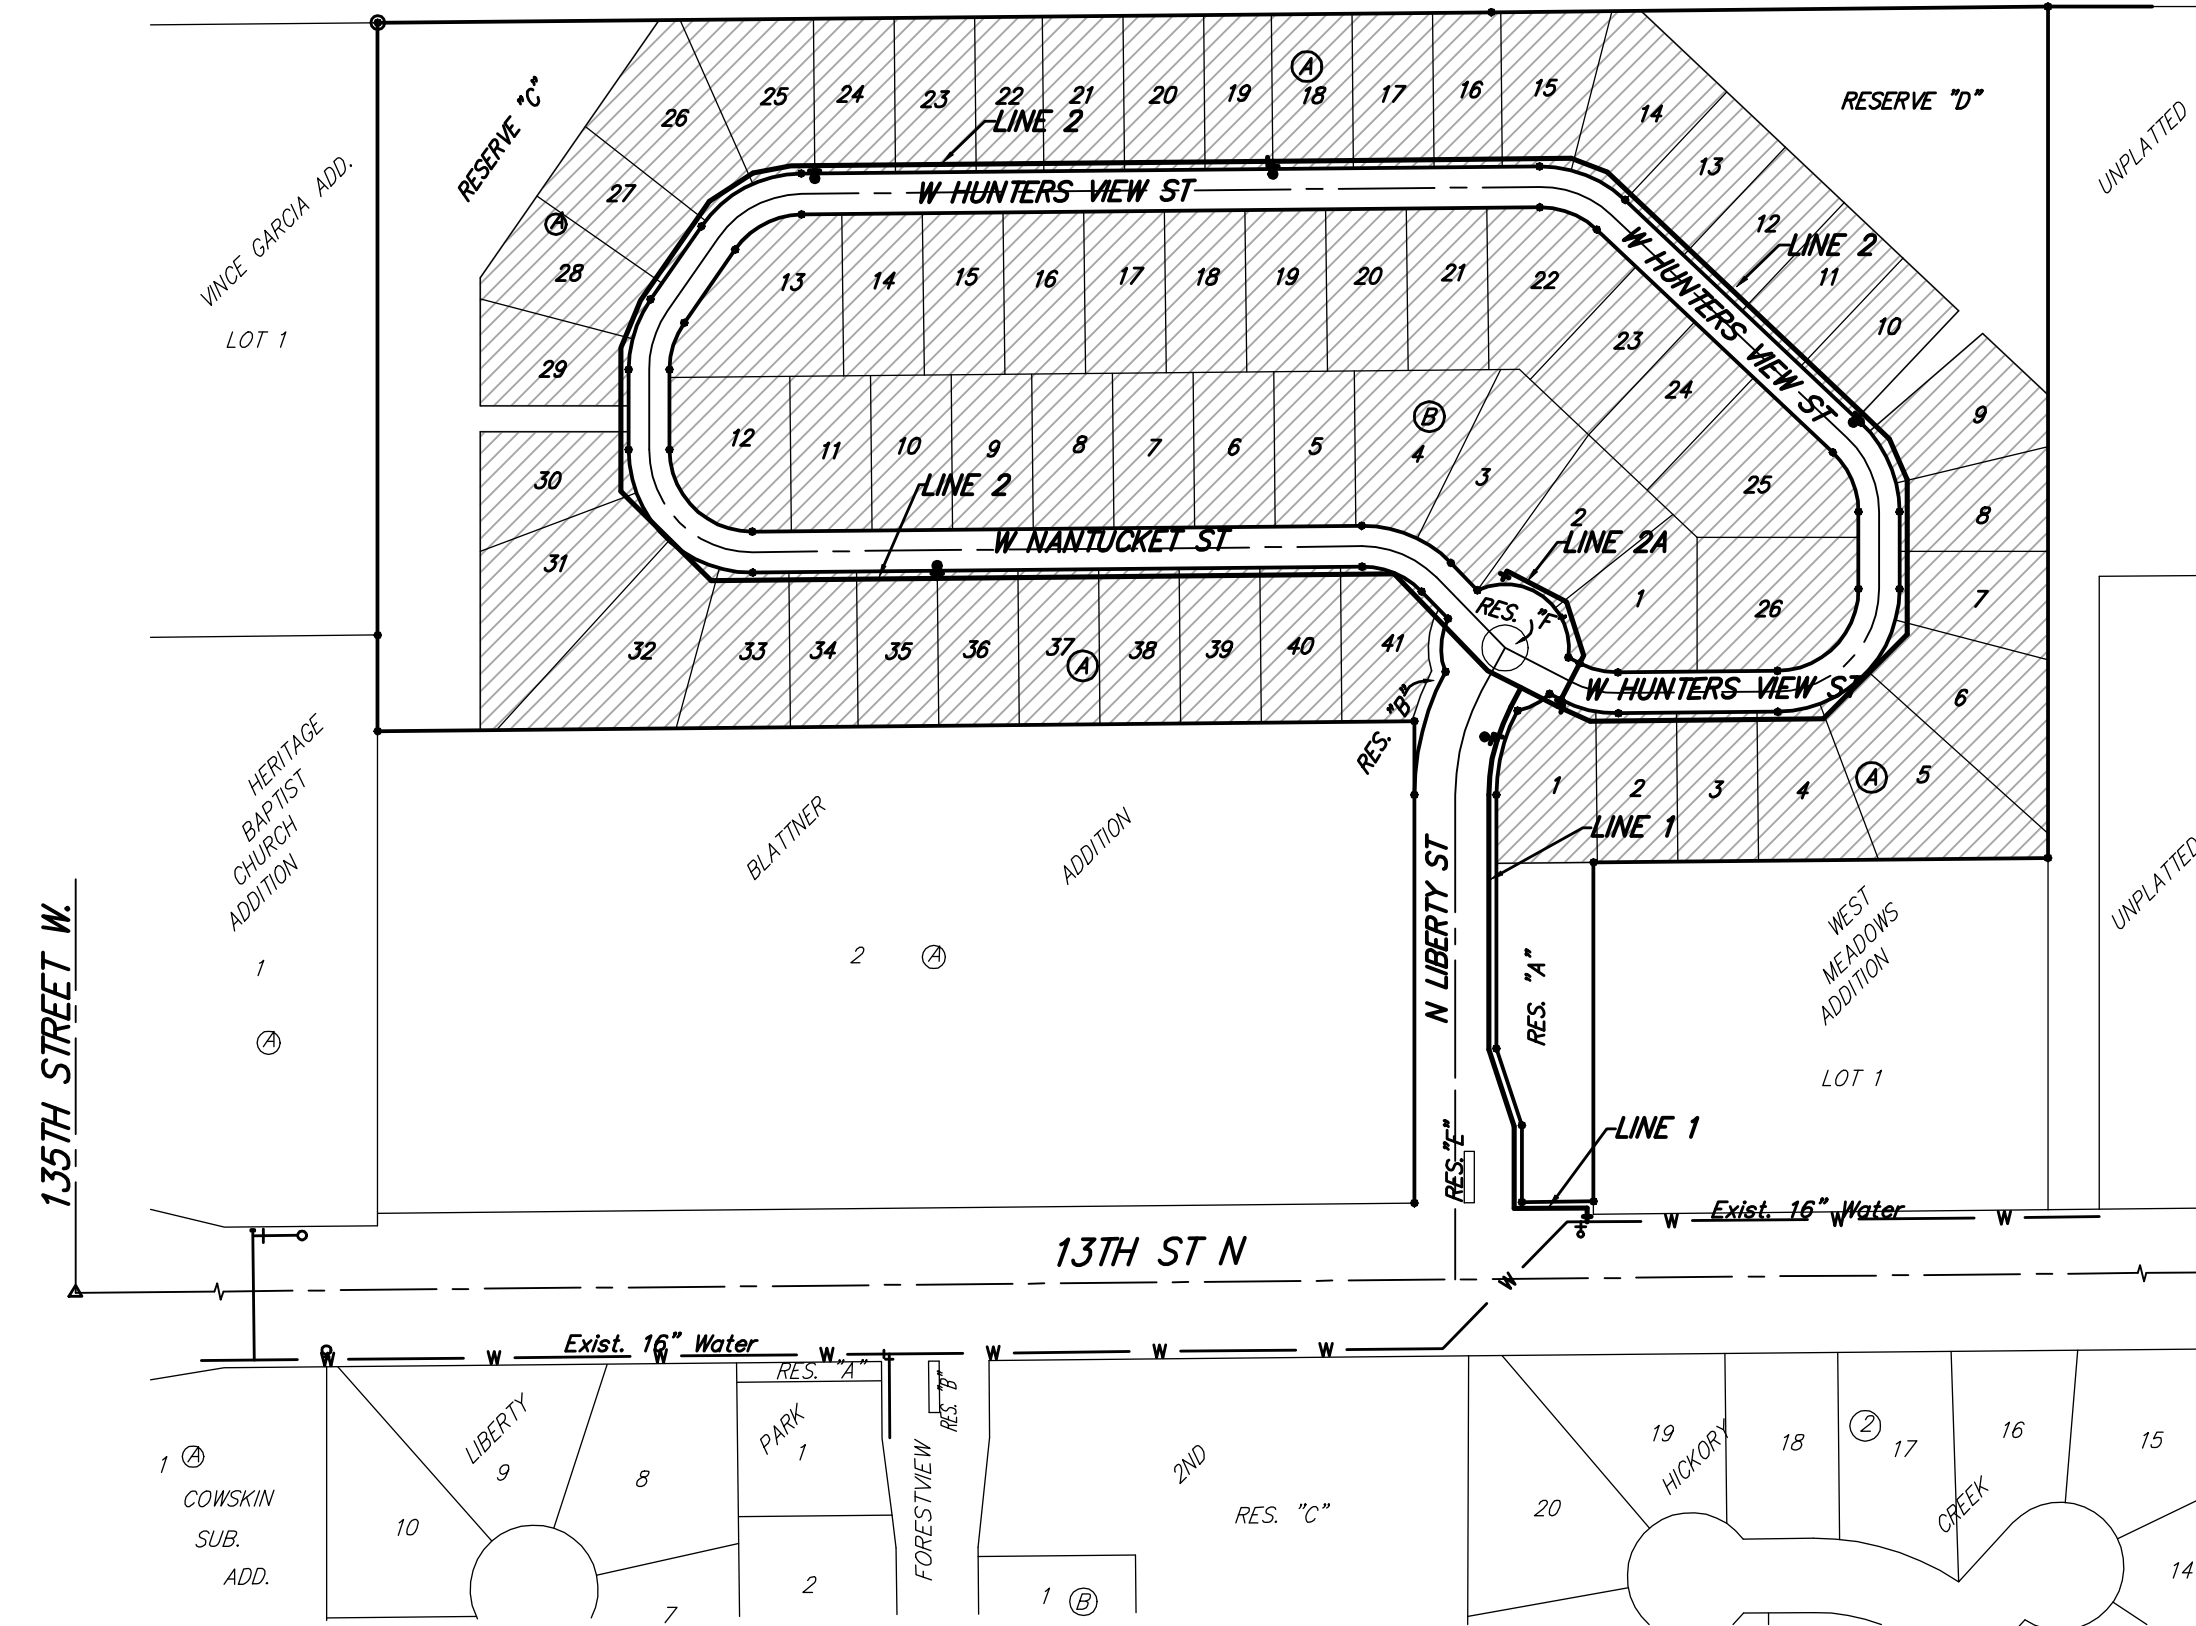 RESERVE "C"
26
25
24
23
22
21
20
19
A
18
17
16
15
14
RESERVE "D"
UNPLATTED
LINE 2
13
12
LINE 2
11
10
9
8
7
6
27
A
28
29
VINCE GARCIA ADD.
LOT 1
W HUNTERS VIEW ST
W HUNTERS VIEW ST
13
14
15
16
17
18
19
20
21
22
23
24
25
26
12
11
10
9
8
7
6
5
B
4
3
2
1
LINE 2
LINE 2A
W NANTUCKET ST
RES. "F"
W HUNTERS VIEW ST
30
31
32
33
34
35
36
37
A
38
39
40
41
RES. "B"
1
2
3
4
A
5
LINE 1
HERITAGE
BAPTIST
CHURCH
ADDITION
1
A
BLATTNER ADDITION
2 A
N LIBERTY ST
RES. "A"
RES. "E"
WEST
MEADOWS
ADDITION
LOT 1
UNPLATTED
LINE 1
135TH STREET W.
13TH ST N
Exist. 16" Water
W W W
W
Exist. 16" Water
W W W W W W W
1 A
COWSKIN
SUB.
ADD.
10
LIBERTY
9
8
7
RES. "A"
PARK
1
2
RES. "B"
FORESTVIEW
2ND
RES. "C"
1 B
20
19
HICKORY
18
2
17
CREEK
16
15
14